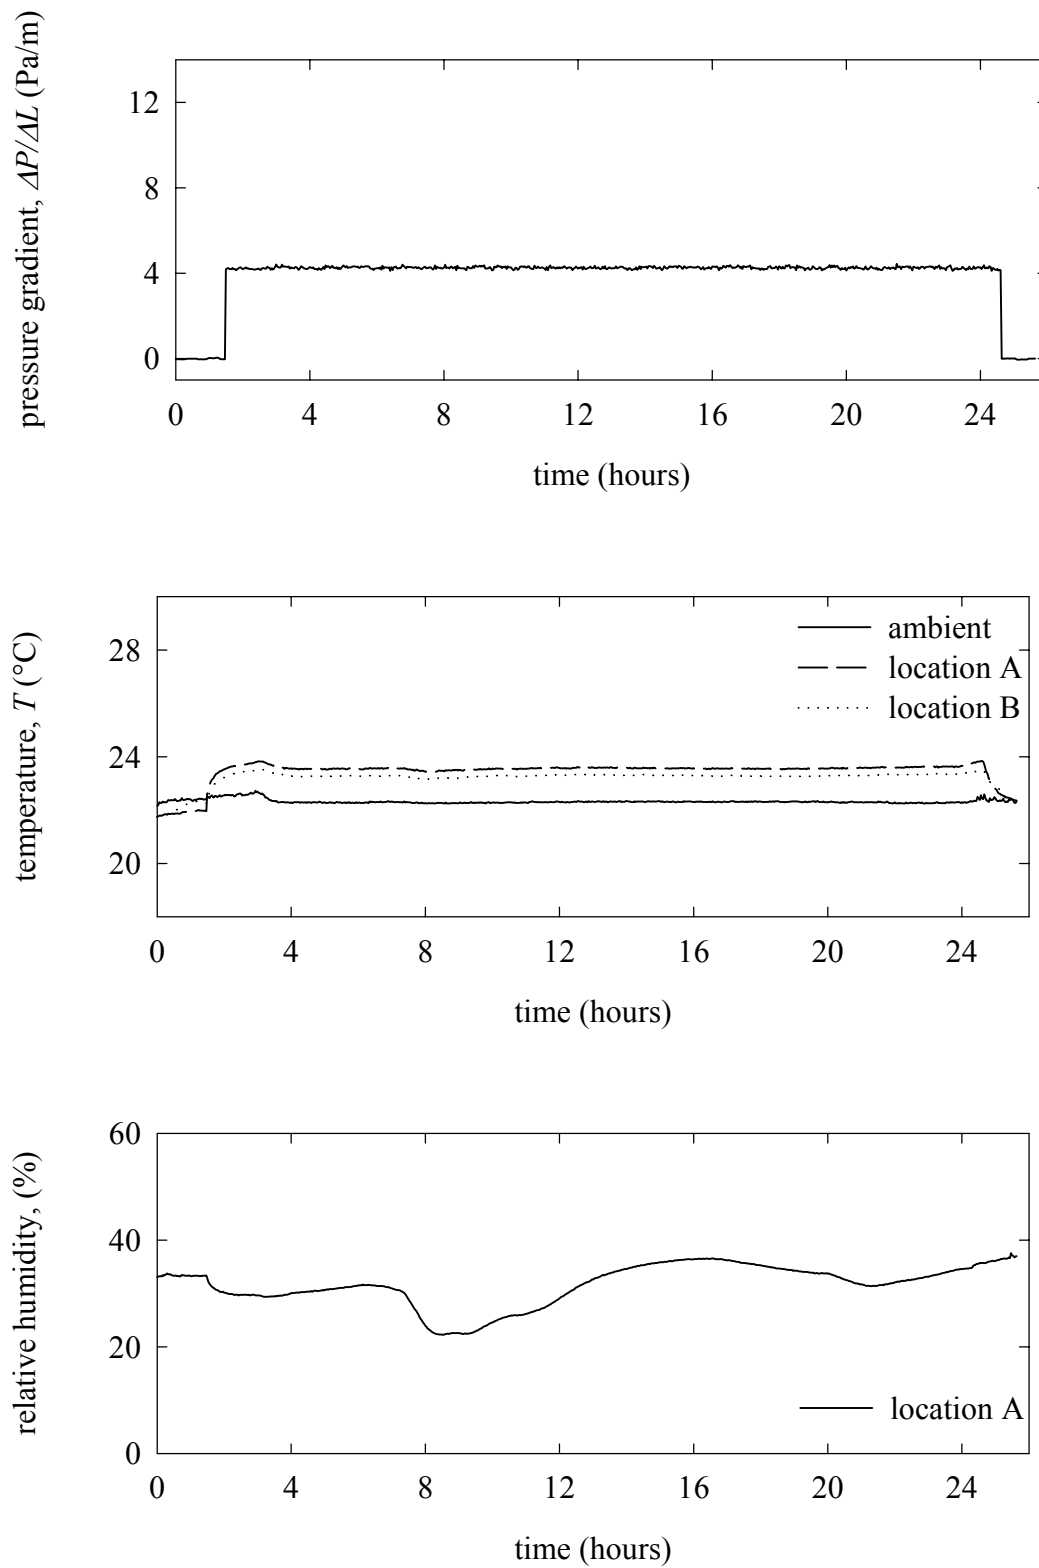 pressure gradient, ΔP/ΔL (Pa/m)
12
8
4
0
0 4 8 12 16 20 24
time (hours)
temperature, T (°C)
28
24
20
ambient
location A
location B
0 4 8 12 16 20 24
time (hours)
relative humidity, (%)
60
40
20
0
location A
0 4 8 12 16 20 24
time (hours)